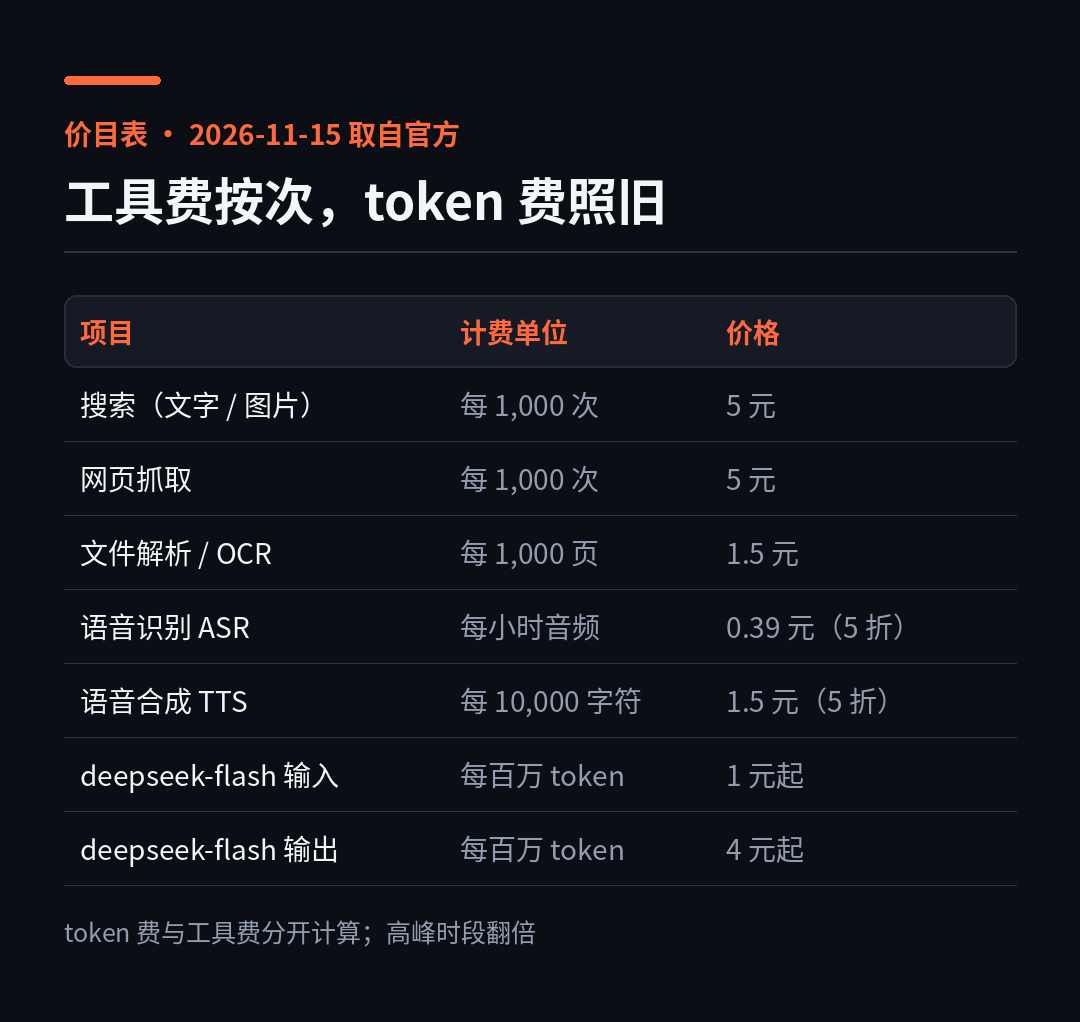 价目表 · 2026-11-15 取自官方
工具费按次，token 费照旧
项目 计费单位 价格
搜索（文字 / 图片） 每 1,000 次 5 元
网页抓取 每 1,000 次 5 元
文件解析 / OCR 每 1,000 页 1.5 元
语音识别 ASR 每小时音频 0.39 元（5 折）
语音合成 TTS 每 10,000 字符 1.5 元（5 折）
deepseek-flash 输入 每百万 token 1 元起
deepseek-flash 输出 每百万 token 4 元起
token 费与工具费分开计算；高峰时段翻倍